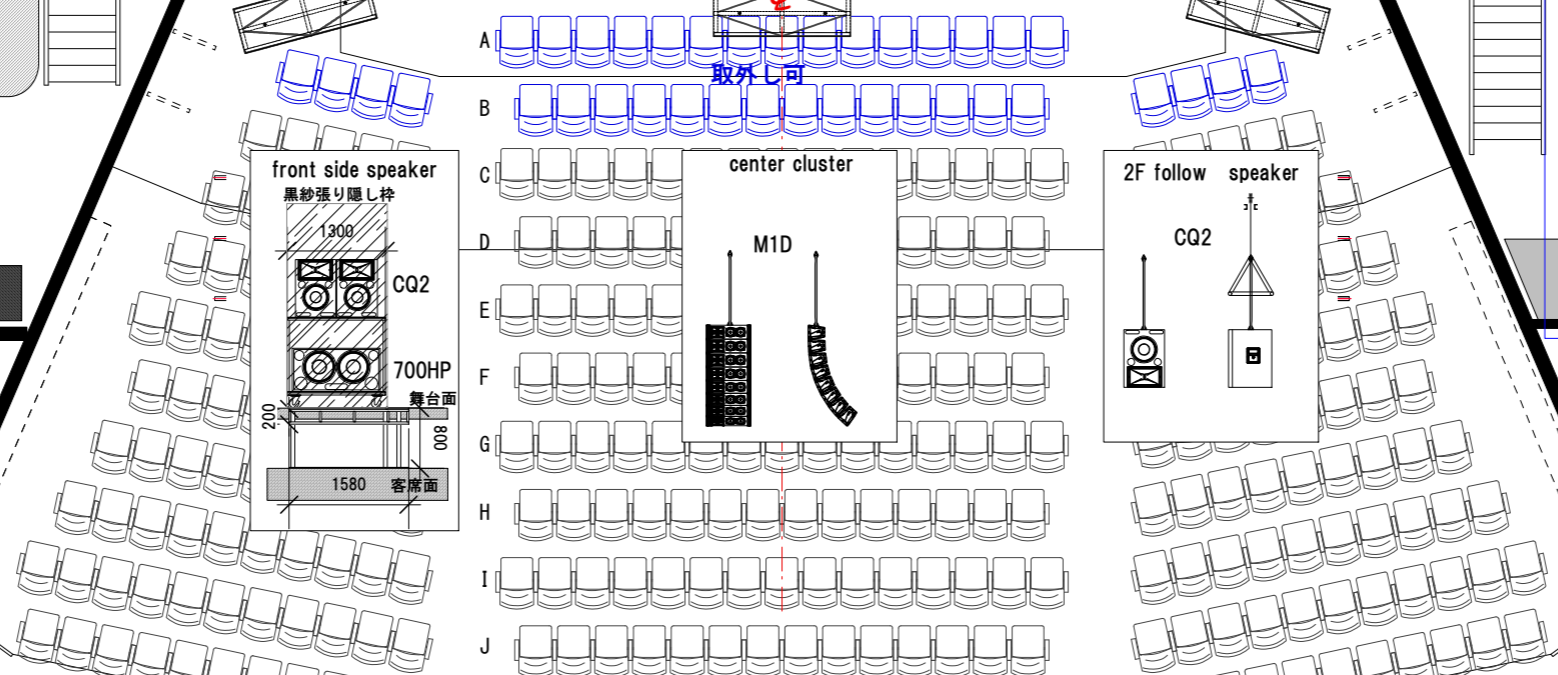 A
取外し可
B
C
D
E
F
G
H
I
J
front side speaker
黒紗張り隠し枠
1300
CQ2
700HP
舞台面
200
800
1580
客席面
center cluster
M1D
2F follow speaker
CQ2